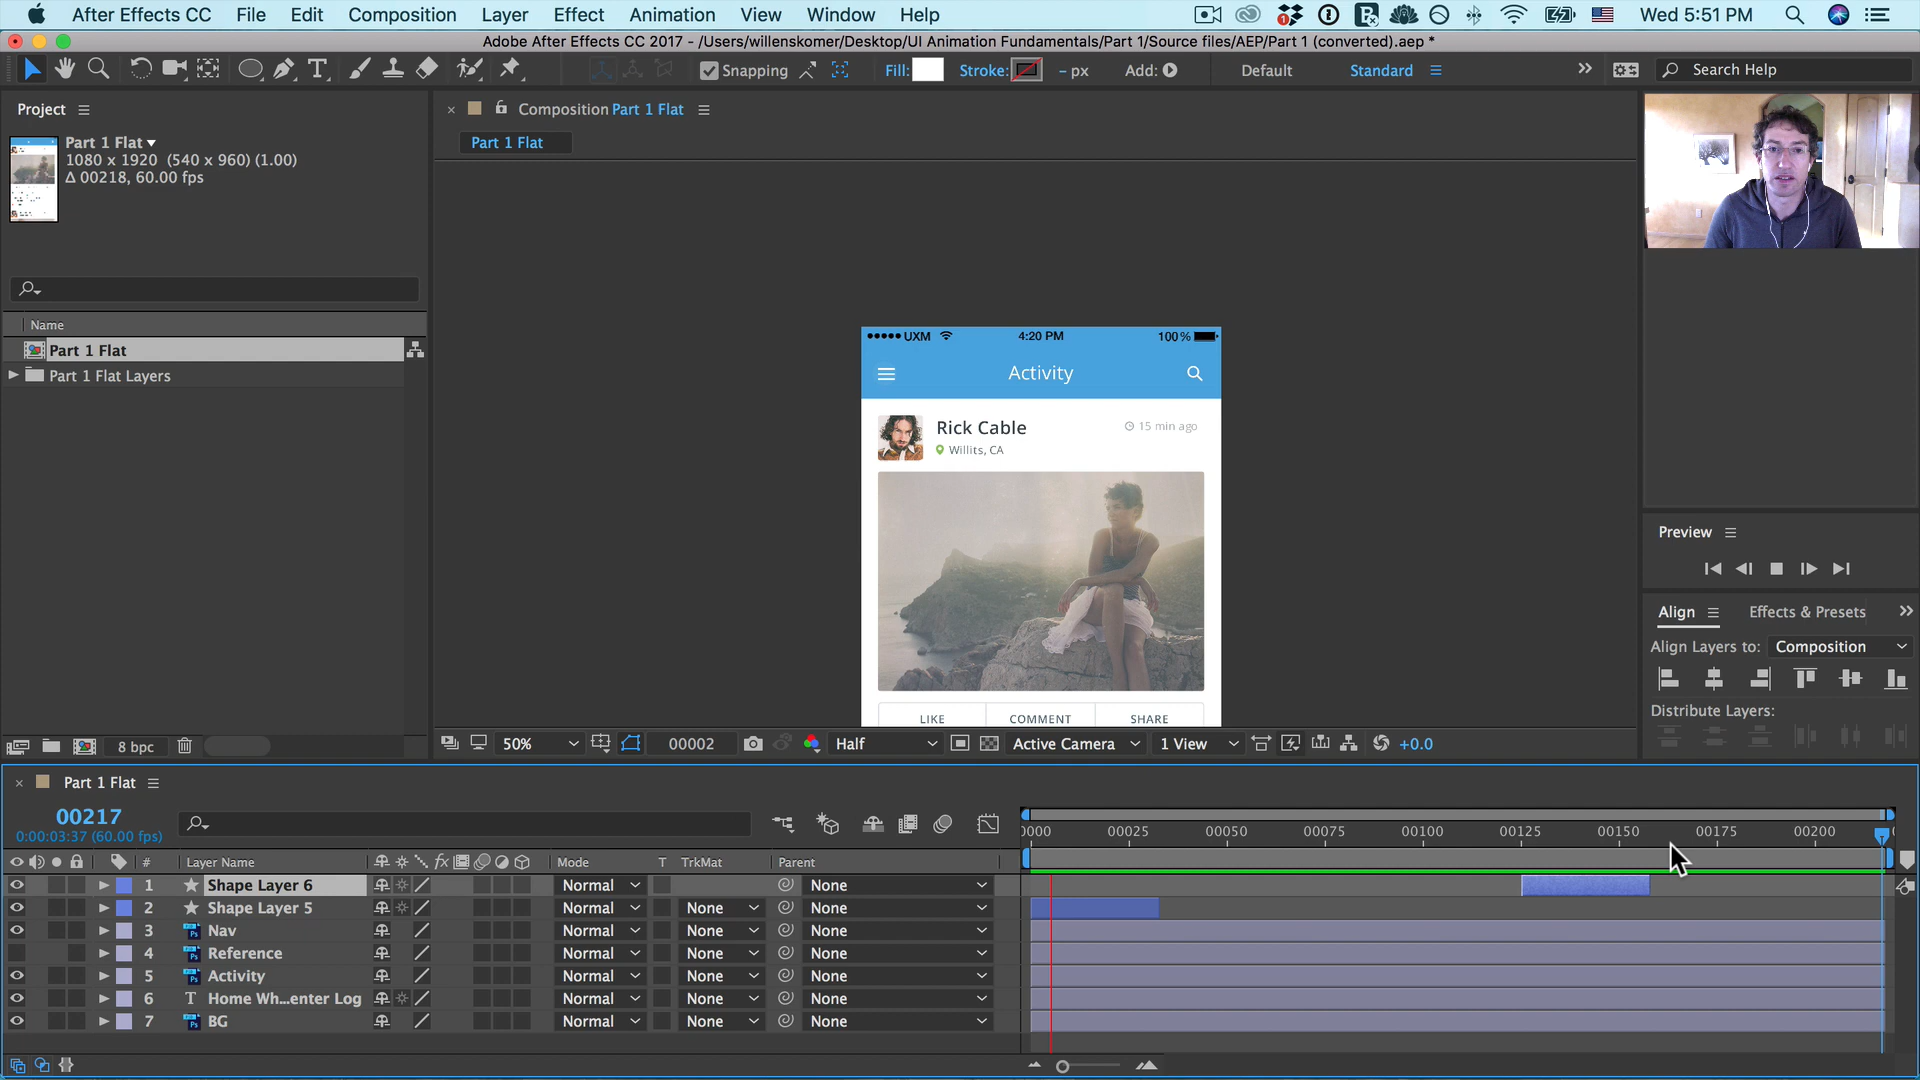 After Effects CC File Edit Composition Layer Effect Animation View Window Help 1 Wed 5:51 PM
Adobe After Effects CC 2017 - /Users/willenskomer/Desktop/UI Animation Fundamentals/Part 1/Source files/AEP/Part 1 (converted).aep *
Snapping Fill: Stroke: - px Add: Default Standard Search Help
Project
Composition Part 1 Flat
Part 1 Flat
1080 x 1920 (540 x 960) (1.00)
Δ 00218, 60.00 fps
Part 1 Flat
Name
Part 1 Flat
Part 1 Flat Layers
UXM 4:20 PM 100%
Activity
Rick Cable 15 min ago
Willits, CA
LIKE COMMENT SHARE
Preview
Align Effects & Presets
Align Layers to: Composition
Distribute Layers:
8 bpc 50% 00002 Half Active Camera 1 View +0.0
Part 1 Flat
00217
0:00:03:37 (60.00 fps)
0000 00025 00050 00075 00100 00125 00150 00175 00200
# Layer Name fx Mode T TrkMat Parent
1 Shape Layer 6 Normal None
2 Shape Layer 5 Normal None None
3 Ps Nav Normal None None
4 Ps Reference Normal None None
5 Ps Activity Normal None None
6 T Home Wh...enter Log Normal None None
7 Ps BG Normal None None